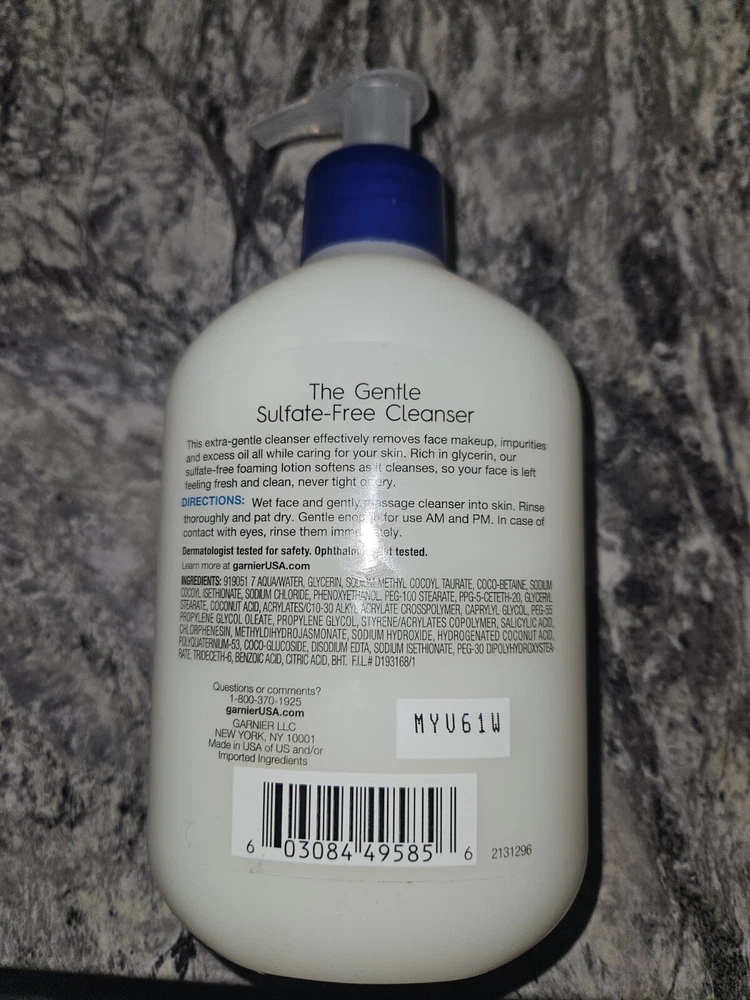 The Gentle
Sulfate-Free Cleanser
This extra-gentle cleanser effectively removes face makeup, impurities
and excess oil all while caring for your skin. Rich in glycerin, our
sulfate-free foaming lotion softens as it cleanses, so your face is left
feeling fresh and clean, never tight or dry.
DIRECTIONS: Wet face and gently massage cleanser into skin. Rinse
thoroughly and pat dry. Gentle enough for use AM and PM. In case of
contact with eyes, rinse them immediately.
Dermatologist tested for safety. Ophthalmologist tested.
Learn more at garnierUSA.com
INGREDIENTS: 919051 7 AQUA/WATER, GLYCERIN, SODIUM METHYL COCOYL TAURATE, COCO-BETAINE, SODIUM
COCOYL ISETHIONATE, SODIUM CHLORIDE, PHENOXYETHANOL, PEG-100 STEARATE, PPG-5-CETETH-20, GLYCERYL
STEARATE, COCONUT ACID, ACRYLATES/C10-30 ALKYL ACRYLATE CROSSPOLYMER, CAPRYLYL GLYCOL, PEG-55
PROPYLENE GLYCOL OLEATE, PROPYLENE GLYCOL, STYRENE/ACRYLATES COPOLYMER, SALICYLIC ACID,
CHLORPHENESIN, METHYLDIHYDROJASMONATE, SODIUM HYDROXIDE, HYDROGENATED COCONUT ACID,
POLYQUATERNIUM-53, COCO-GLUCOSIDE, DISODIUM EDTA, SODIUM ISETHIONATE, PEG-30 DIPOLYHYDROXYSTEA-
RATE, TRIDECETH-6, BENZOIC ACID, CITRIC ACID, BHT. F.I.L.# D193168/1
Questions or comments?
1-800-370-1925
garnierUSA.com
GARNIER LLC
NEW YORK, NY 10001
Made in USA of US and/or
Imported Ingredients
MYV61W
6 03084 49585 6
2131296